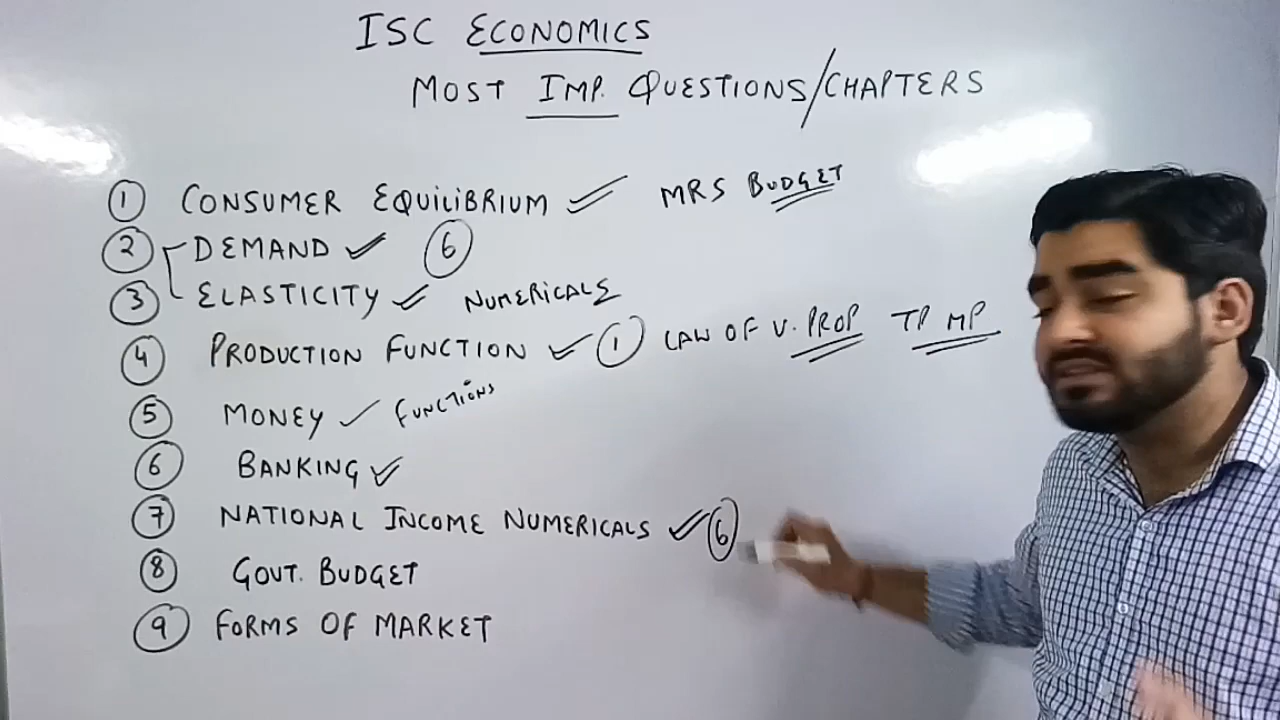 ISC ECONOMICS
MOST IMP. QUESTIONS/CHAPTERS
1 CONSUMER EQUILIBRIUM ✓ MRS BUDGET
2 DEMAND ✓ 6
3 ELASTICITY ✓ NUMERICALS
4 PRODUCTION FUNCTION ✓ 1 LAW OF V. PROP TP MP
5 MONEY ✓ FUNCTIONS
6 BANKING ✓
7 NATIONAL INCOME NUMERICALS ✓ 6
8 GOVT. BUDGET
9 FORMS OF MARKET